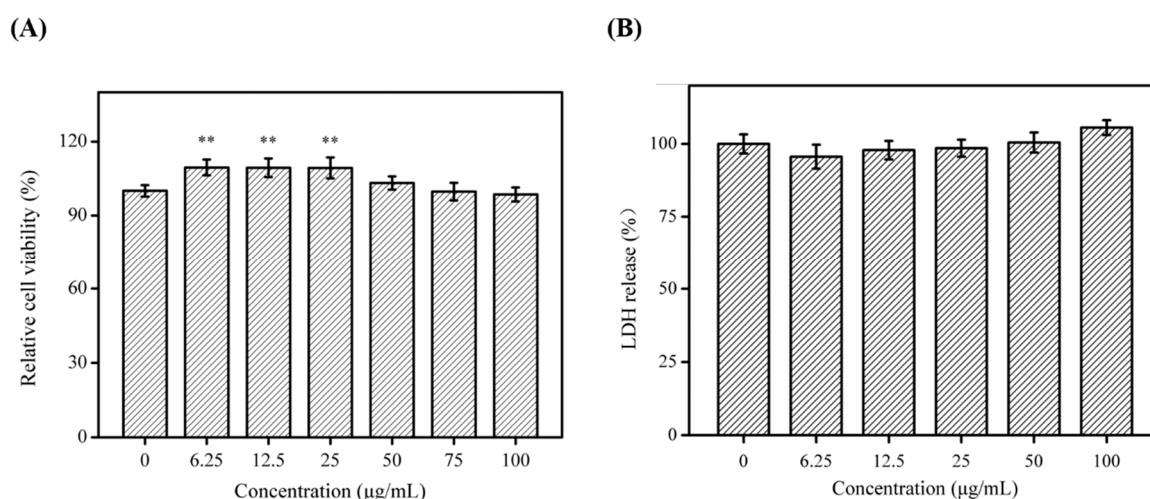 (A)
Relative cell viability (%)
120
90
60
30
0
** ** **
0 6.25 12.5 25 50 75 100
Concentration (μg/mL)
(B)
LDH release (%)
100
75
50
25
0
0 6.25 12.5 25 50 100
Concentration (μg/mL)